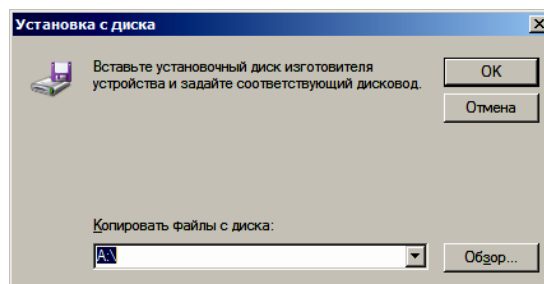 Установка с диска
Вставьте установочный диск изготовителя
устройства и задайте соответствующий дисковод.
OK
Отмена
Копировать файлы с диска:
A:\
Обзор...